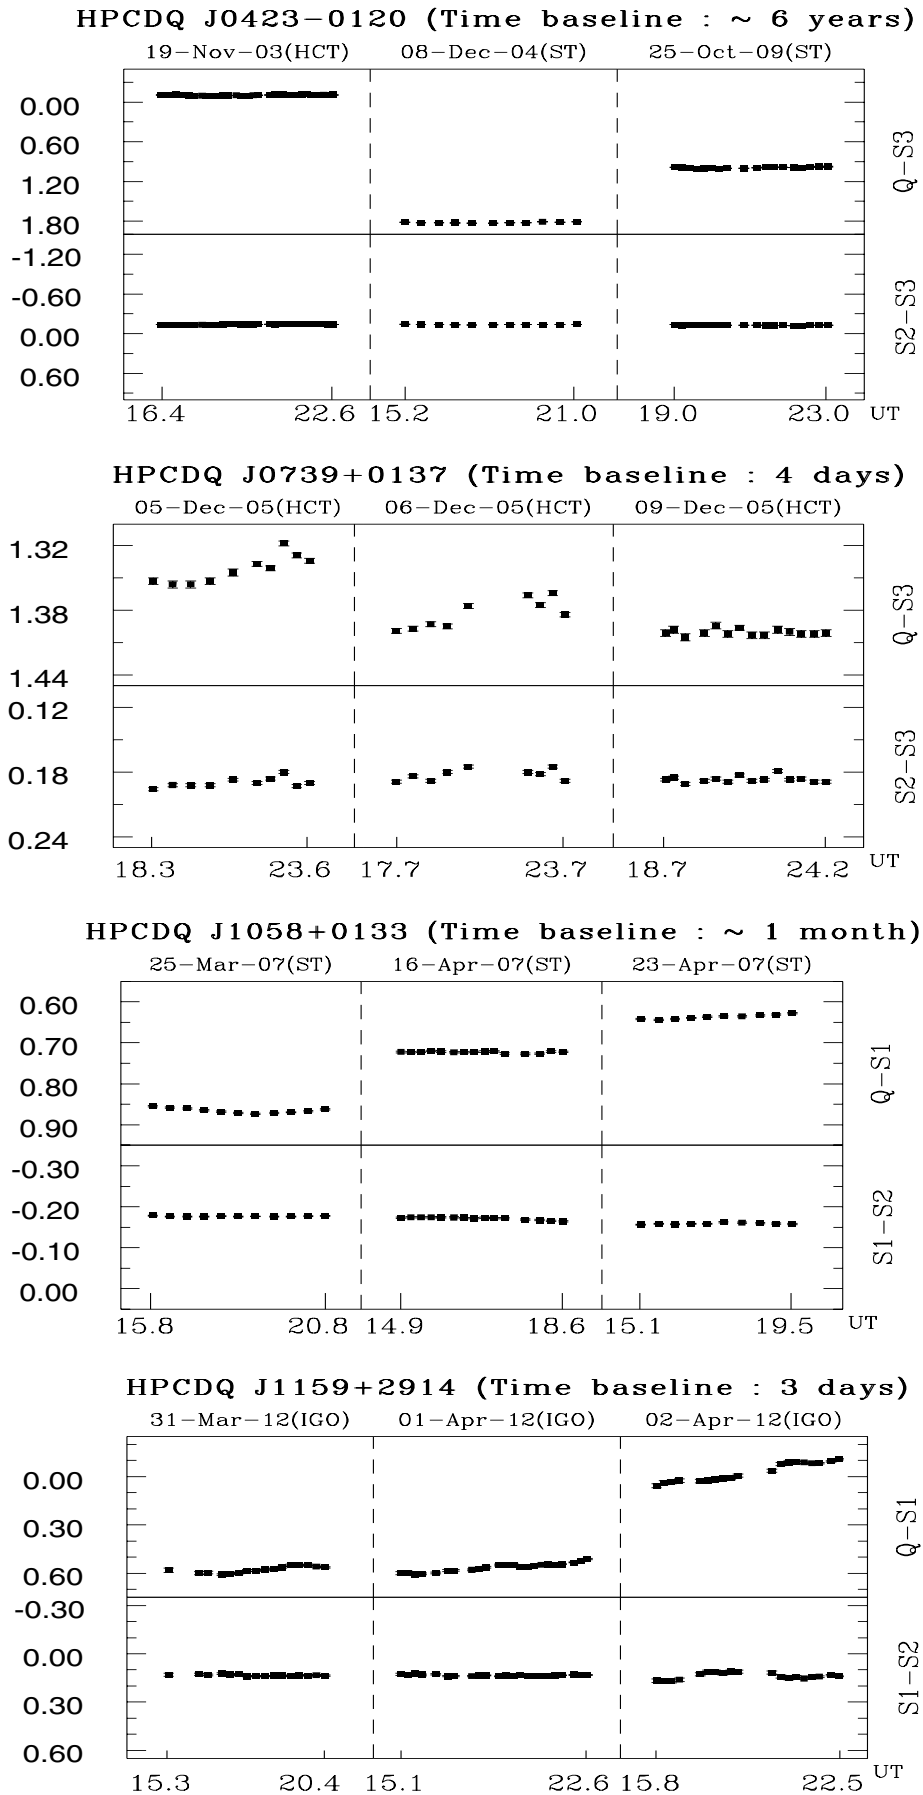 HPCDQ J0423-0120 (Time baseline : ~ 6 years)
19-Nov-03(HCT) 08-Dec-04(ST) 25-Oct-09(ST)
0.00
0.60
1.20
1.80
Q-S3
-1.20
-0.60
0.00
0.60
S2-S3
16.4 22.6 15.2 21.0 19.0 23.0 UT
HPCDQ J0739+0137 (Time baseline : 4 days)
05-Dec-05(HCT) 06-Dec-05(HCT) 09-Dec-05(HCT)
1.32
1.38
1.44
Q-S3
0.12
0.18
0.24
S2-S3
18.3 23.6 17.7 23.7 18.7 24.2 UT
HPCDQ J1058+0133 (Time baseline : ~ 1 month)
25-Mar-07(ST) 16-Apr-07(ST) 23-Apr-07(ST)
0.60
0.70
0.80
0.90
Q-S1
-0.30
-0.20
-0.10
0.00
S1-S2
15.8 20.8 14.9 18.6 15.1 19.5 UT
HPCDQ J1159+2914 (Time baseline : 3 days)
31-Mar-12(IGO) 01-Apr-12(IGO) 02-Apr-12(IGO)
0.00
0.30
0.60
Q-S1
-0.30
0.00
0.30
0.60
S1-S2
15.3 20.4 15.1 22.6 15.8 22.5 UT